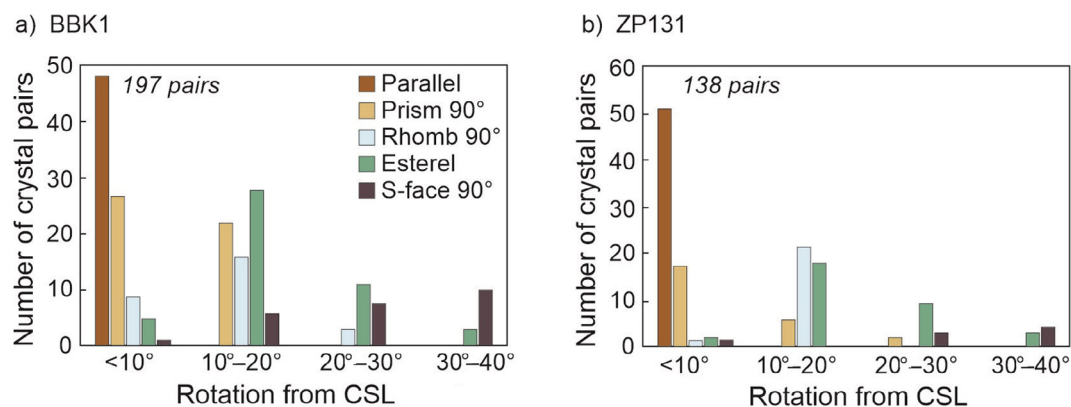 a) BBK1
197 pairs
Parallel
Prism 90°
Rhomb 90°
Esterel
S-face 90°
Number of crystal pairs
50
40
30
20
10
0
<10°
10°–20°
20°–30°
30°–40°
Rotation from CSL
b) ZP131
138 pairs
Number of crystal pairs
60
50
40
30
20
10
0
<10°
10°–20°
20°–30°
30°–40°
Rotation from CSL